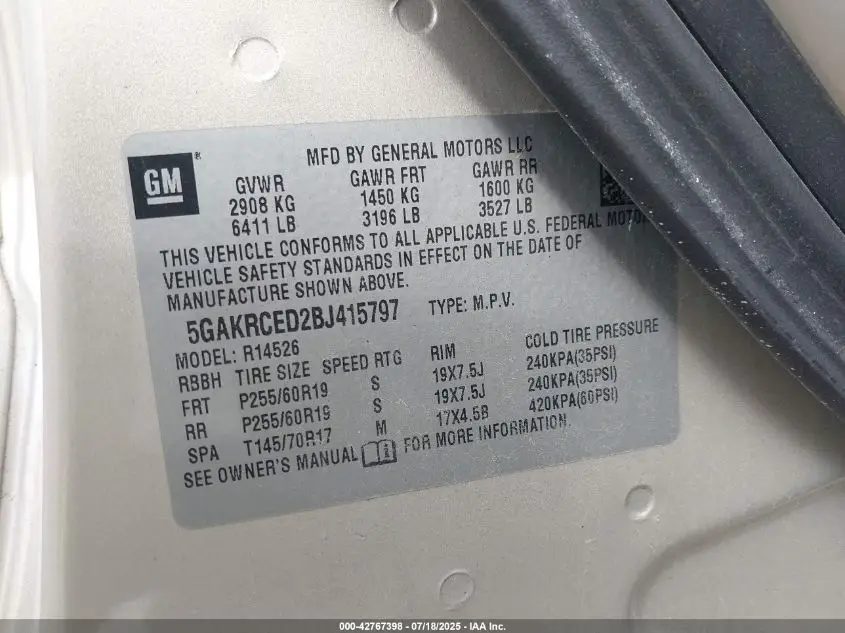 GM
®
MFD BY GENERAL MOTORS LLC
GVWR GAWR FRT GAWR RR
2908 KG 1450 KG 1600 KG
6411 LB 3196 LB 3527 LB
THIS VEHICLE CONFORMS TO ALL APPLICABLE U.S. FEDERAL MOTOR
VEHICLE SAFETY STANDARDS IN EFFECT ON THE DATE OF
MANUFACTURE SHOWN ABOVE.
5GAKRCED2BJ415797 TYPE: M.P.V.
MODEL: R14526
RBBH TIRE SIZE SPEED RTG RIM COLD TIRE PRESSURE
FRT P255/60R19 S 19X7.5J 240KPA(35PSI)
RR P255/60R19 S 19X7.5J 240KPA(35PSI)
SPA T145/70R17 M 17X4.5B 420KPA(60PSI)
SEE OWNER'S MANUAL i FOR MORE INFORMATION.
000-42767398 - 07/18/2025 - IAA Inc.